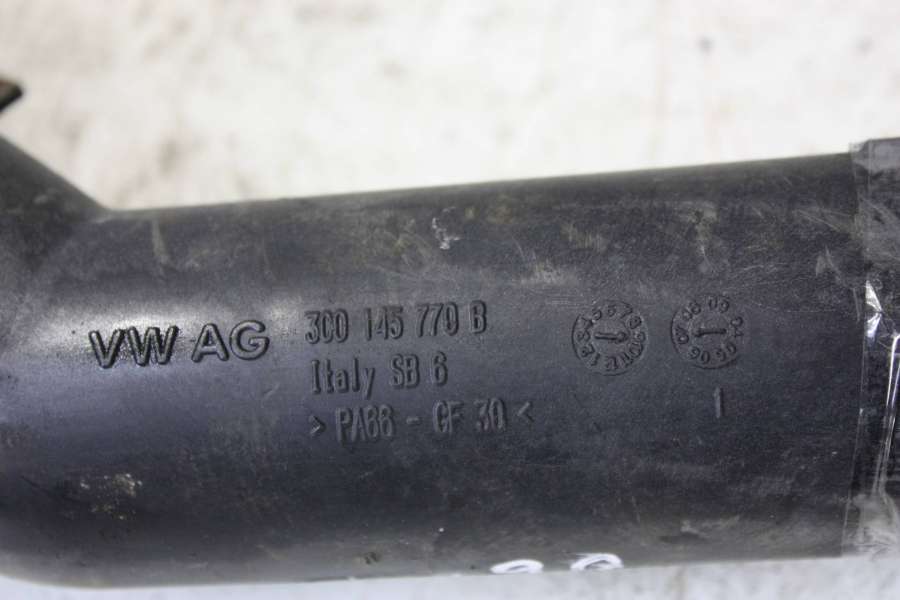 VW AG
3C0 145 770 B
Italy SB 6
> PA66 - GF 30 <
1